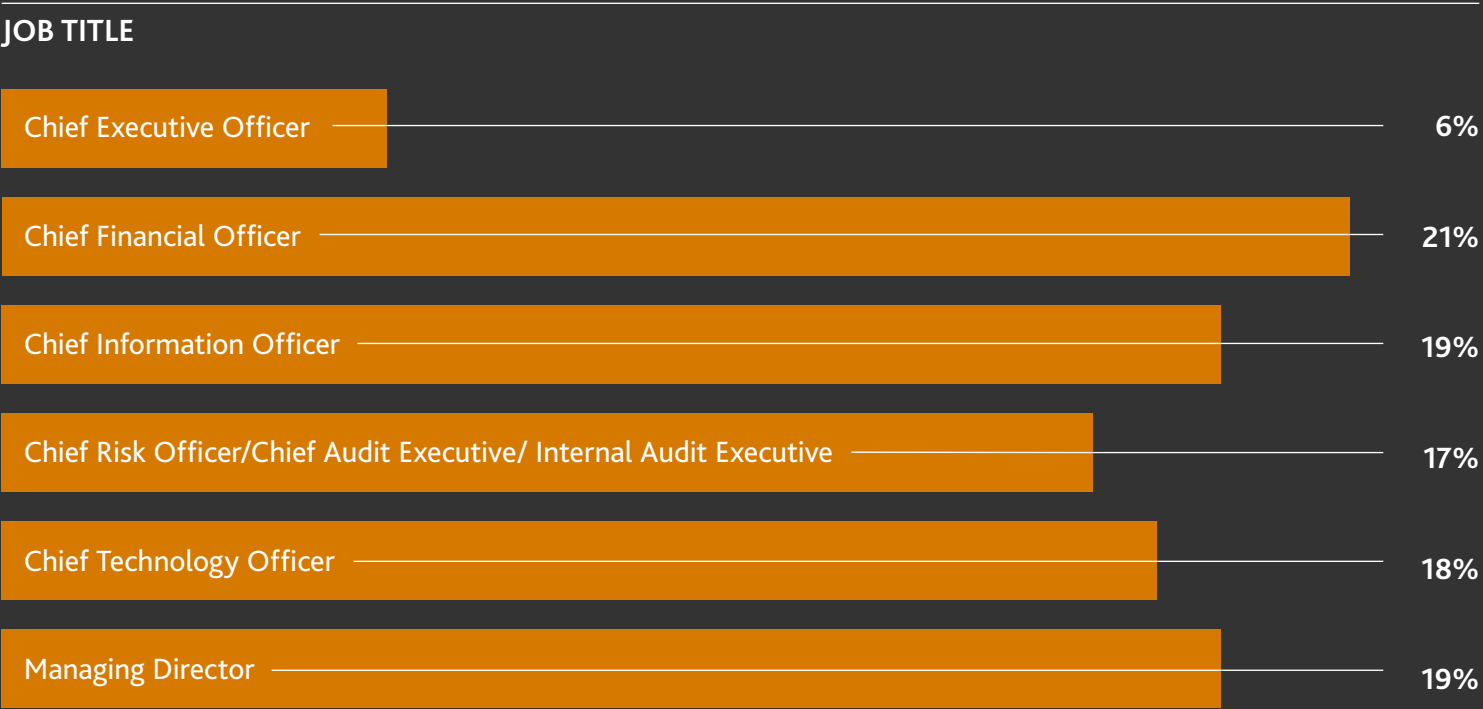 JOB TITLE
Chief Executive Officer 6%
Chief Financial Officer 21%
Chief Information Officer 19%
Chief Risk Officer/Chief Audit Executive/ Internal Audit Executive 17%
Chief Technology Officer 18%
Managing Director 19%